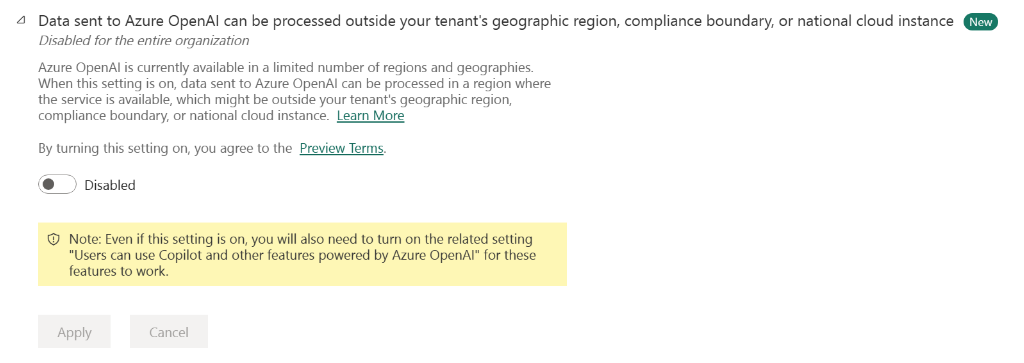 Data sent to Azure OpenAI can be processed outside your tenant's geographic region, compliance boundary, or national cloud instance New
Disabled for the entire organization
Azure OpenAI is currently available in a limited number of regions and geographies.
When this setting is on, data sent to Azure OpenAI can be processed in a region where
the service is available, which might be outside your tenant's geographic region,
compliance boundary, or national cloud instance. Learn More
By turning this setting on, you agree to the Preview Terms.
Disabled
Note: Even if this setting is on, you will also need to turn on the related setting
"Users can use Copilot and other features powered by Azure OpenAI" for these
features to work.
Apply Cancel